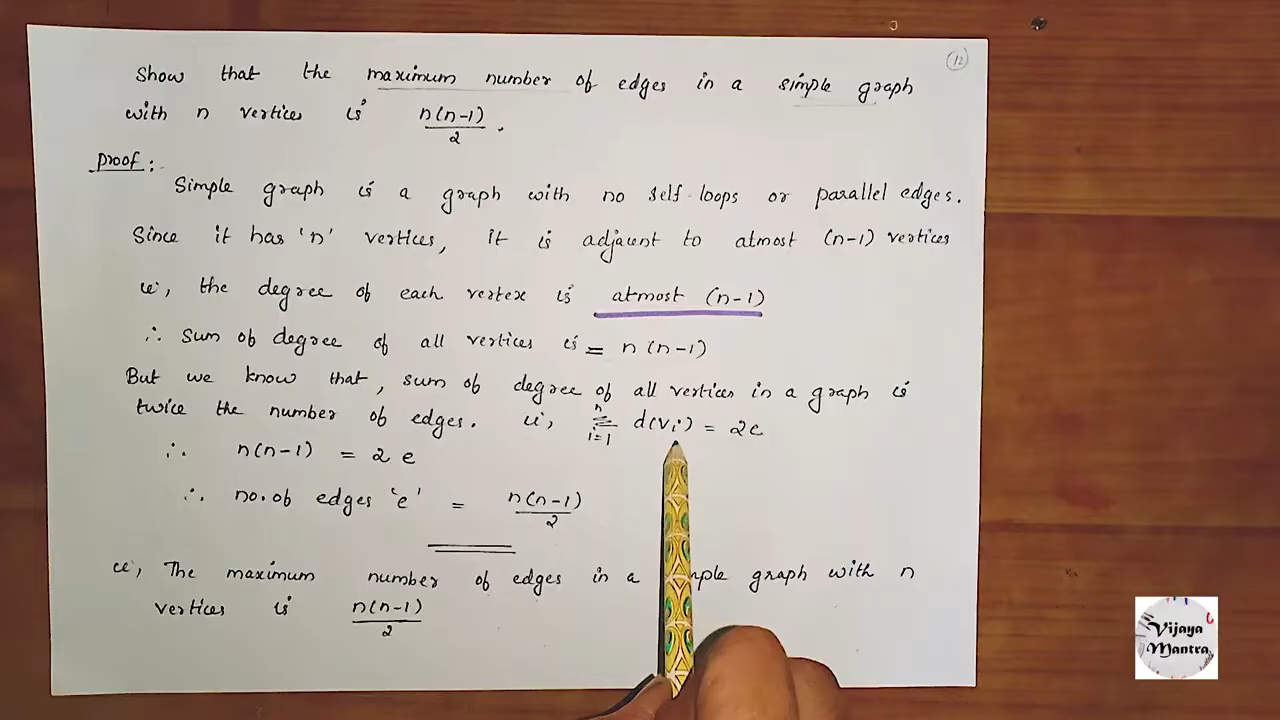 12
Show that the maximum number of edges in a simple graph
with n vertices is n(n-1)/2.
Proof:
Simple graph is a graph with no self-loops or parallel edges.
Since it has 'n' vertices, it is adjacent to atmost (n-1) vertices
ie, the degree of each vertex is atmost (n-1)
∴ Sum of degree of all vertices is = n(n-1)
But we know that, sum of degree of all vertices in a graph is
twice the number of edges. ie, n Σ i=1 d(vi) = 2e
∴ n(n-1) = 2e
∴ no. of edges 'e' = n(n-1)/2
ie, The maximum number of edges in a graph with n
vertices is n(n-1)/2
Vijaya
Mantra